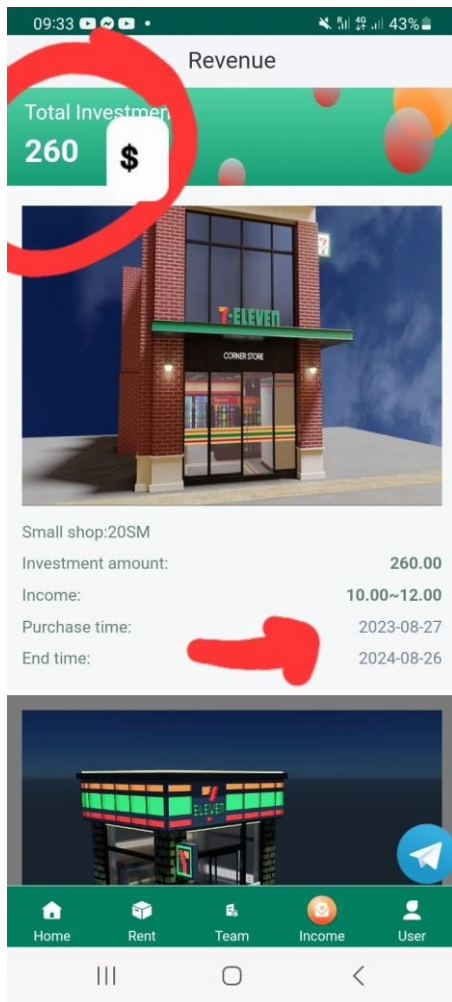 09:33
4G 43%
Revenue
Total Investmen
260 $
7-ELEVEN
CORNER STORE
Small shop:20SM
Investment amount: 260.00
Income: 10.00~12.00
Purchase time: 2023-08-27
End time: 2024-08-26
7
ELEVEN
Home Rent Team Income User